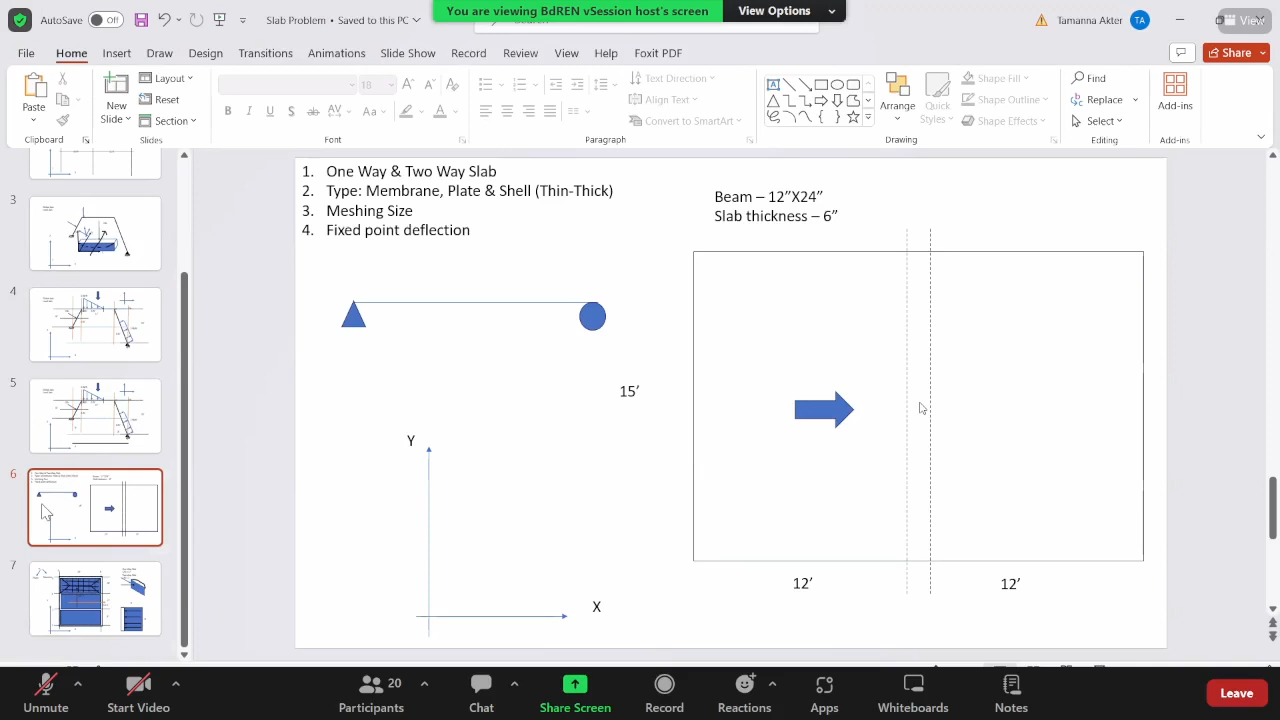 You are viewing BdREN vSession host's screen
View Options
AutoSave
Off
Slab Problem • Saved to this PC
Tamanna Akter
TA
View
File
Home
Insert
Draw
Design
Transitions
Animations
Slide Show
Record
Review
View
Help
Foxit PDF
Share
Paste
New
Slide
Layout
Reset
Section
18
B
I
U
S
ab
AV
Aa
A
Text Direction
Align Text
Convert to SmartArt
Arrange
Quick
Styles
Shape Fill
Shape Outline
Shape Effects
Find
Replace
Select
Add-ins
Clipboard
Slides
Font
Paragraph
Drawing
Editing
Add-ins
3
4
5
6
7
1. One Way & Two Way Slab
2. Type: Membrane, Plate & Shell (Thin-Thick)
3. Meshing Size
4. Fixed point deflection
Beam – 12”X24”
Slab thickness – 6”
15’
Y
X
12’
12’
Unmute
Start Video
20
Participants
Chat
Share Screen
Record
Reactions
Apps
Whiteboards
Notes
Leave